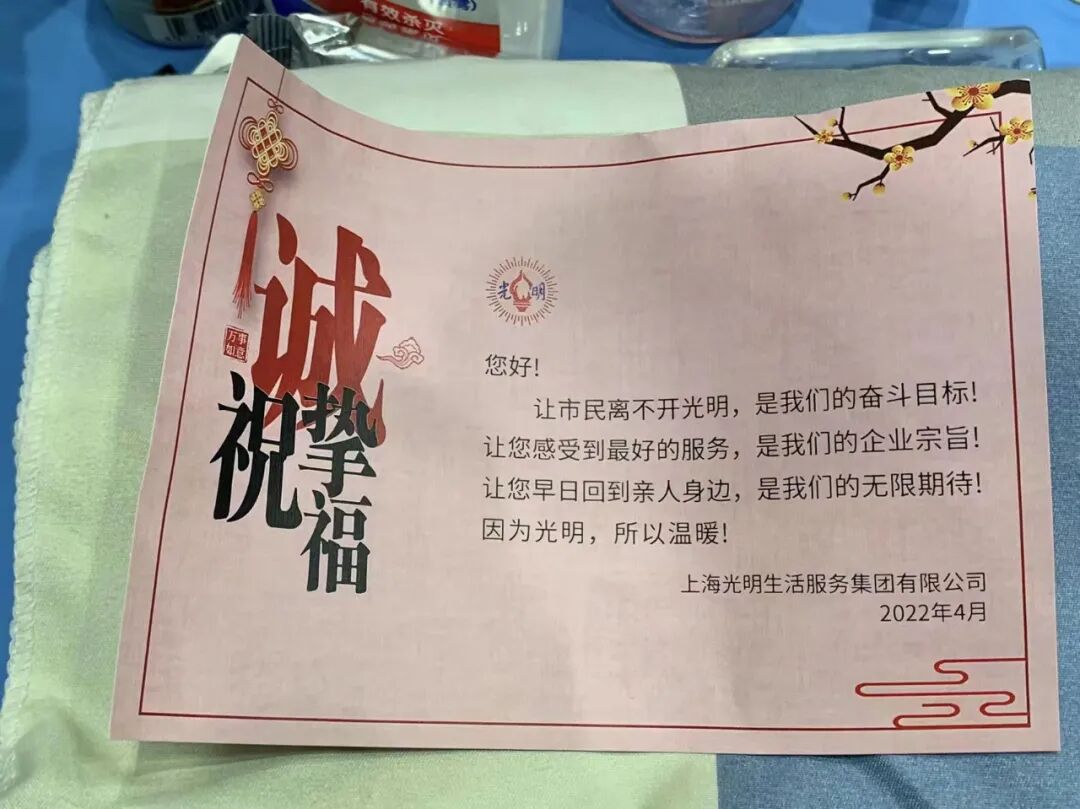 有效杀灭
诚
挚
祝
福
万事
如意
光明
您好!
让市民离不开光明，是我们的奋斗目标!
让您感受到最好的服务，是我们的企业宗旨!
让您早日回到亲人身边，是我们的无限期待!
因为光明，所以温暖!
上海光明生活服务集团有限公司
2022年4月